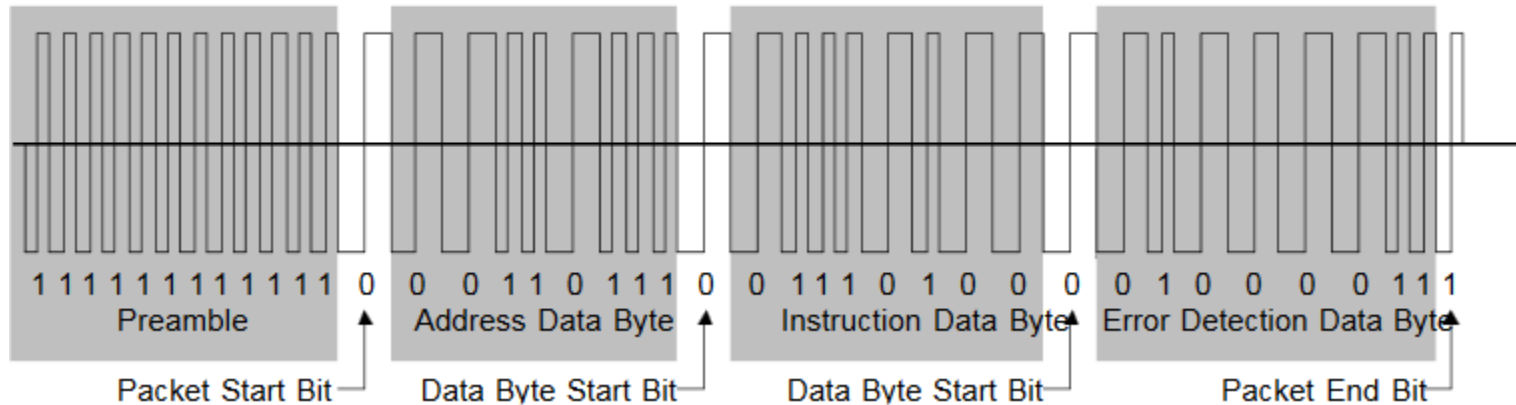 1 1 1 1 1 1 1 1 1 1 1 1 0 0 0 1 1 0 1 1 1 0 0 1 1 1 0 1 0 0 0 0 1 0 0 0 0 1 1 1
Preamble Address Data Byte Instruction Data Byte Error Detection Data Byte
Packet Start Bit Data Byte Start Bit Data Byte Start Bit Packet End Bit